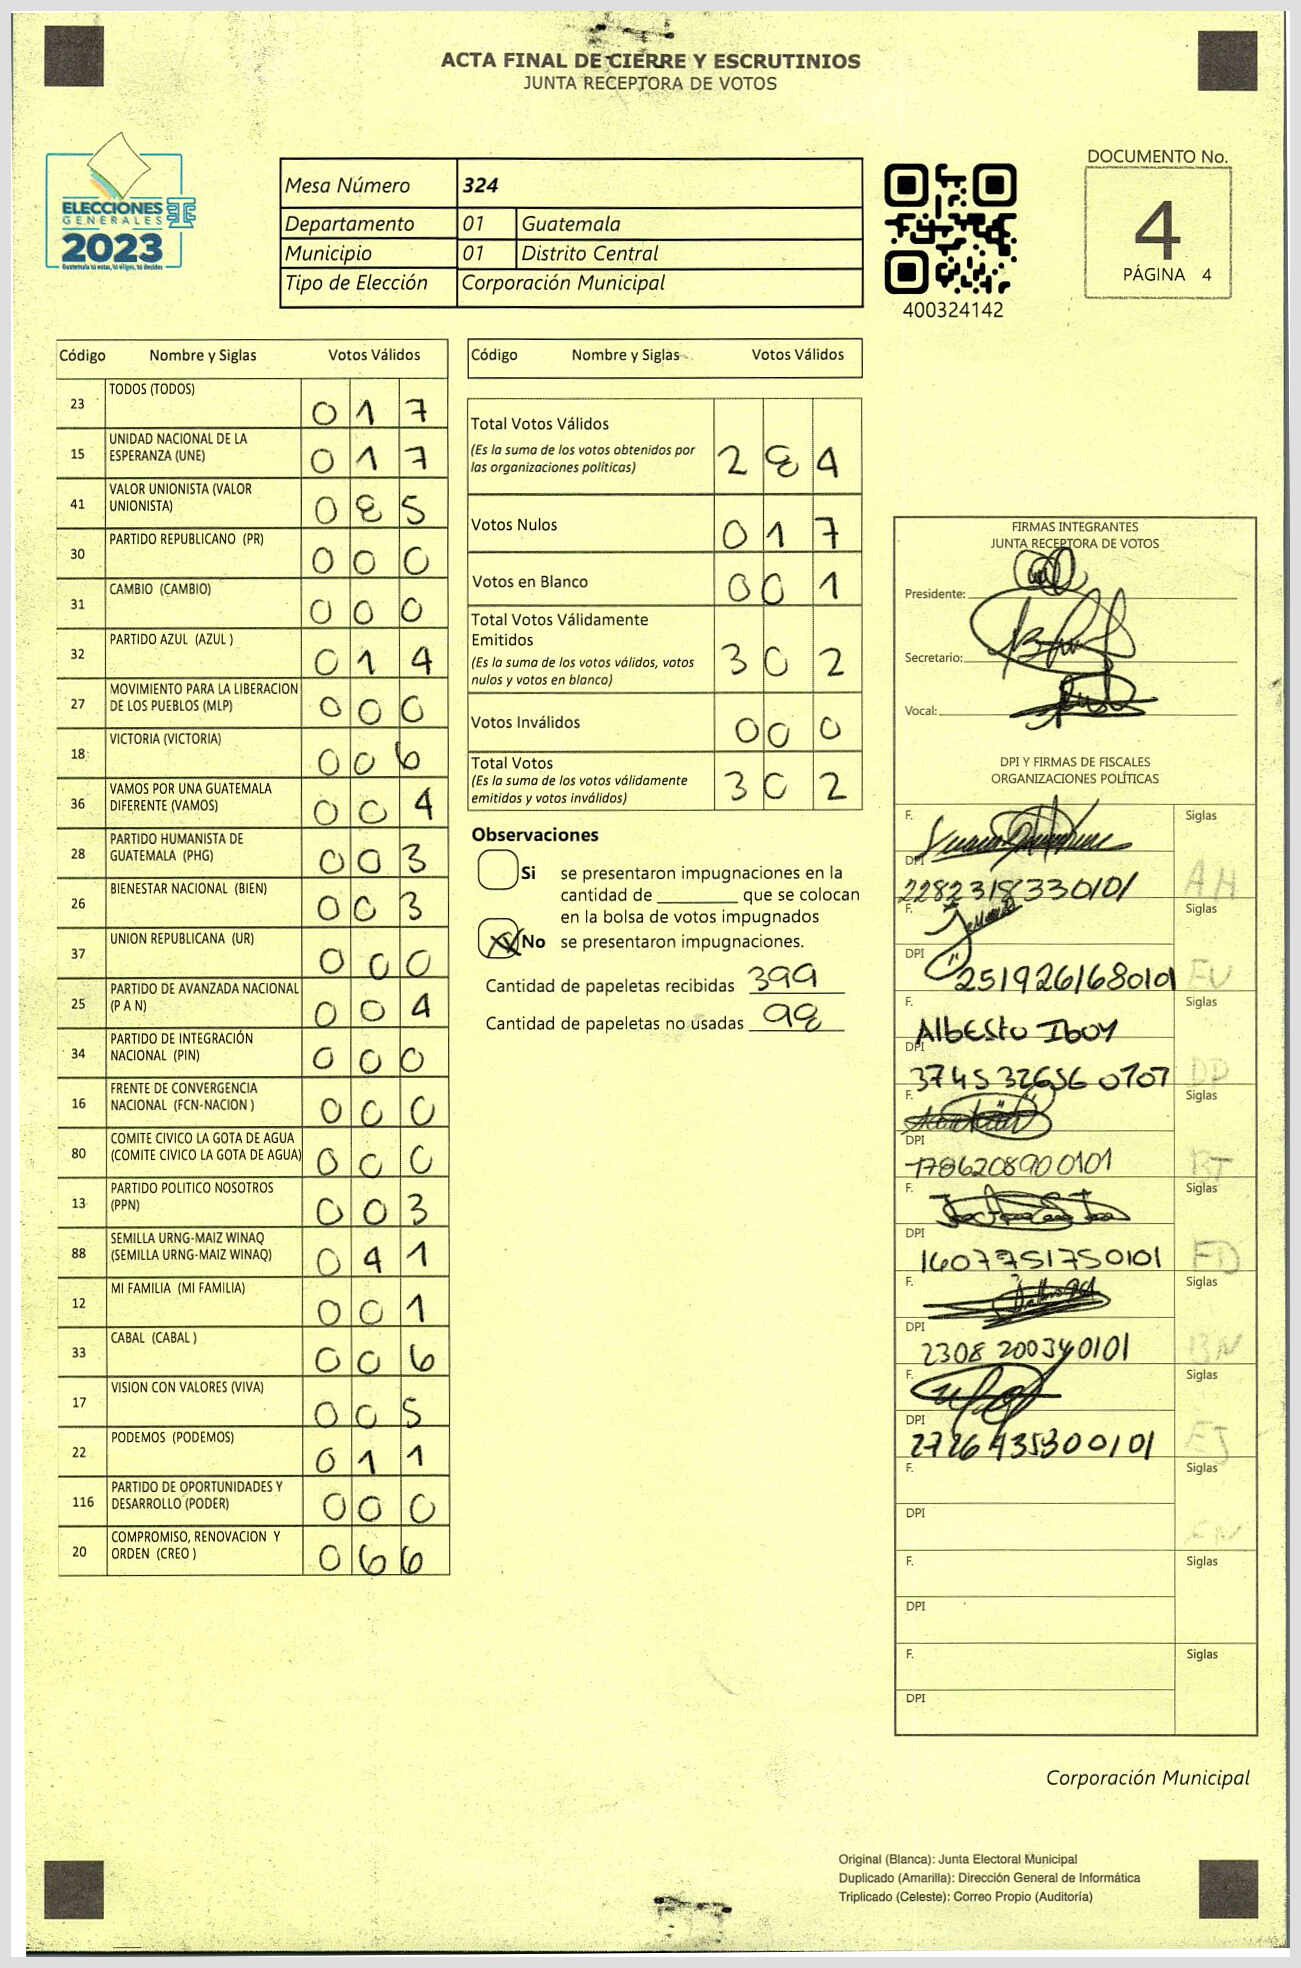 ACTA FINAL DE CIERRE Y ESCRUTINIOS
JUNTA RECEPTORA DE VOTOS
ELECCIONES
GENERALES
2023
Mesa Número 324
Departamento 01 Guatemala
Municipio 01 Distrito Central
Tipo de Elección Corporación Municipal
400324142
DOCUMENTO No.
4
PÁGINA 4
Código Nombre y Siglas Votos Válidos
23 TODOS (TODOS) 0 1 7
15 UNIDAD NACIONAL DE LA ESPERANZA (UNE) 0 1 7
41 VALOR UNIONISTA (VALOR UNIONISTA) 0 8 5
30 PARTIDO REPUBLICANO (PR) 0 0 0
31 CAMBIO (CAMBIO) 0 0 0
32 PARTIDO AZUL (AZUL ) 0 1 4
27 MOVIMIENTO PARA LA LIBERACION DE LOS PUEBLOS (MLP) 0 0 0
18 VICTORIA (VICTORIA) 0 0 6
36 VAMOS POR UNA GUATEMALA DIFERENTE (VAMOS) 0 0 4
28 PARTIDO HUMANISTA DE GUATEMALA (PHG) 0 0 3
26 BIENESTAR NACIONAL (BIEN) 0 0 3
37 UNION REPUBLICANA (UR) 0 0 0
25 PARTIDO DE AVANZADA NACIONAL (P A N) 0 0 4
34 PARTIDO DE INTEGRACIÓN NACIONAL (PIN) 0 0 0
16 FRENTE DE CONVERGENCIA NACIONAL (FCN-NACION ) 0 0 0
80 COMITE CIVICO LA GOTA DE AGUA (COMITE CIVICO LA GOTA DE AGUA) 0 0 0
13 PARTIDO POLITICO NOSOTROS (PPN) 0 0 3
88 SEMILLA URNG-MAIZ WINAQ (SEMILLA URNG-MAIZ WINAQ) 0 4 1
12 MI FAMILIA (MI FAMILIA) 0 0 1
33 CABAL (CABAL ) 0 0 6
17 VISION CON VALORES (VIVA) 0 0 5
22 PODEMOS (PODEMOS) 0 1 1
116 PARTIDO DE OPORTUNIDADES Y DESARROLLO (PODER) 0 0 0
20 COMPROMISO, RENOVACION Y ORDEN (CREO ) 0 6 6
Código Nombre y Siglas Votos Válidos
Total Votos Válidos 2 8 4
(Es la suma de los votos obtenidos por
las organizaciones políticas)
Votos Nulos 0 1 7
Votos en Blanco 0 0 1
Total Votos Válidamente
Emitidos 3 0 2
(Es la suma de los votos válidos, votos
nulos y votos en blanco)
Votos Inválidos 0 0 0
Total Votos 3 0 2
(Es la suma de los votos válidamente
emitidos y votos inválidos)
Observaciones
Si se presentaron impugnaciones en la
cantidad de ________ que se colocan
en la bolsa de votos impugnados
No se presentaron impugnaciones.
Cantidad de papeletas recibidas 399
Cantidad de papeletas no usadas 98
FIRMAS INTEGRANTES
JUNTA RECEPTORA DE VOTOS
Presidente:
Secretario:
Vocal:
DPI Y FIRMAS DE FISCALES
ORGANIZACIONES POLÍTICAS
F. Siglas
DPI 2282318330101 AH
F. Siglas
DPI 2519261680101 EU
F. Alberto Iboy Siglas
DPI 3745326560707 DD
F. Siglas
DPI 1786208900101 BT
F. Siglas
DPI 1607751750101 FD
F. Siglas
DPI 2308200340101 BN
F. Siglas
DPI 2726435300101 EJ
F. Siglas
DPI
F. Siglas
DPI
F. Siglas
DPI
Corporación Municipal
Original (Blanca): Junta Electoral Municipal
Duplicado (Amarilla): Dirección General de Informática
Triplicado (Celeste): Correo Propio (Auditoría)